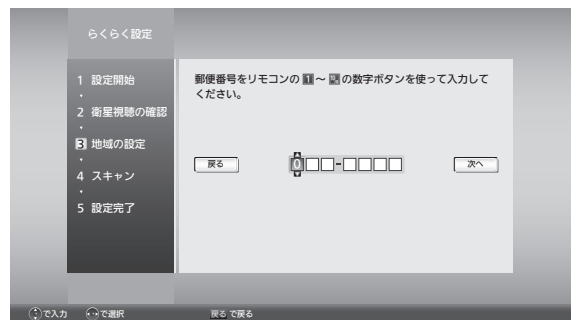 らくらく設定
1 設定開始
2 衛星視聴の確認
3 地域の設定
4 スキャン
5 設定完了
郵便番号をリモコンの 1 ～ の数字ボタンを使って入力して
ください。
戻る
0□□-□□□□
次へ
で入力 で選択 戻る で戻る